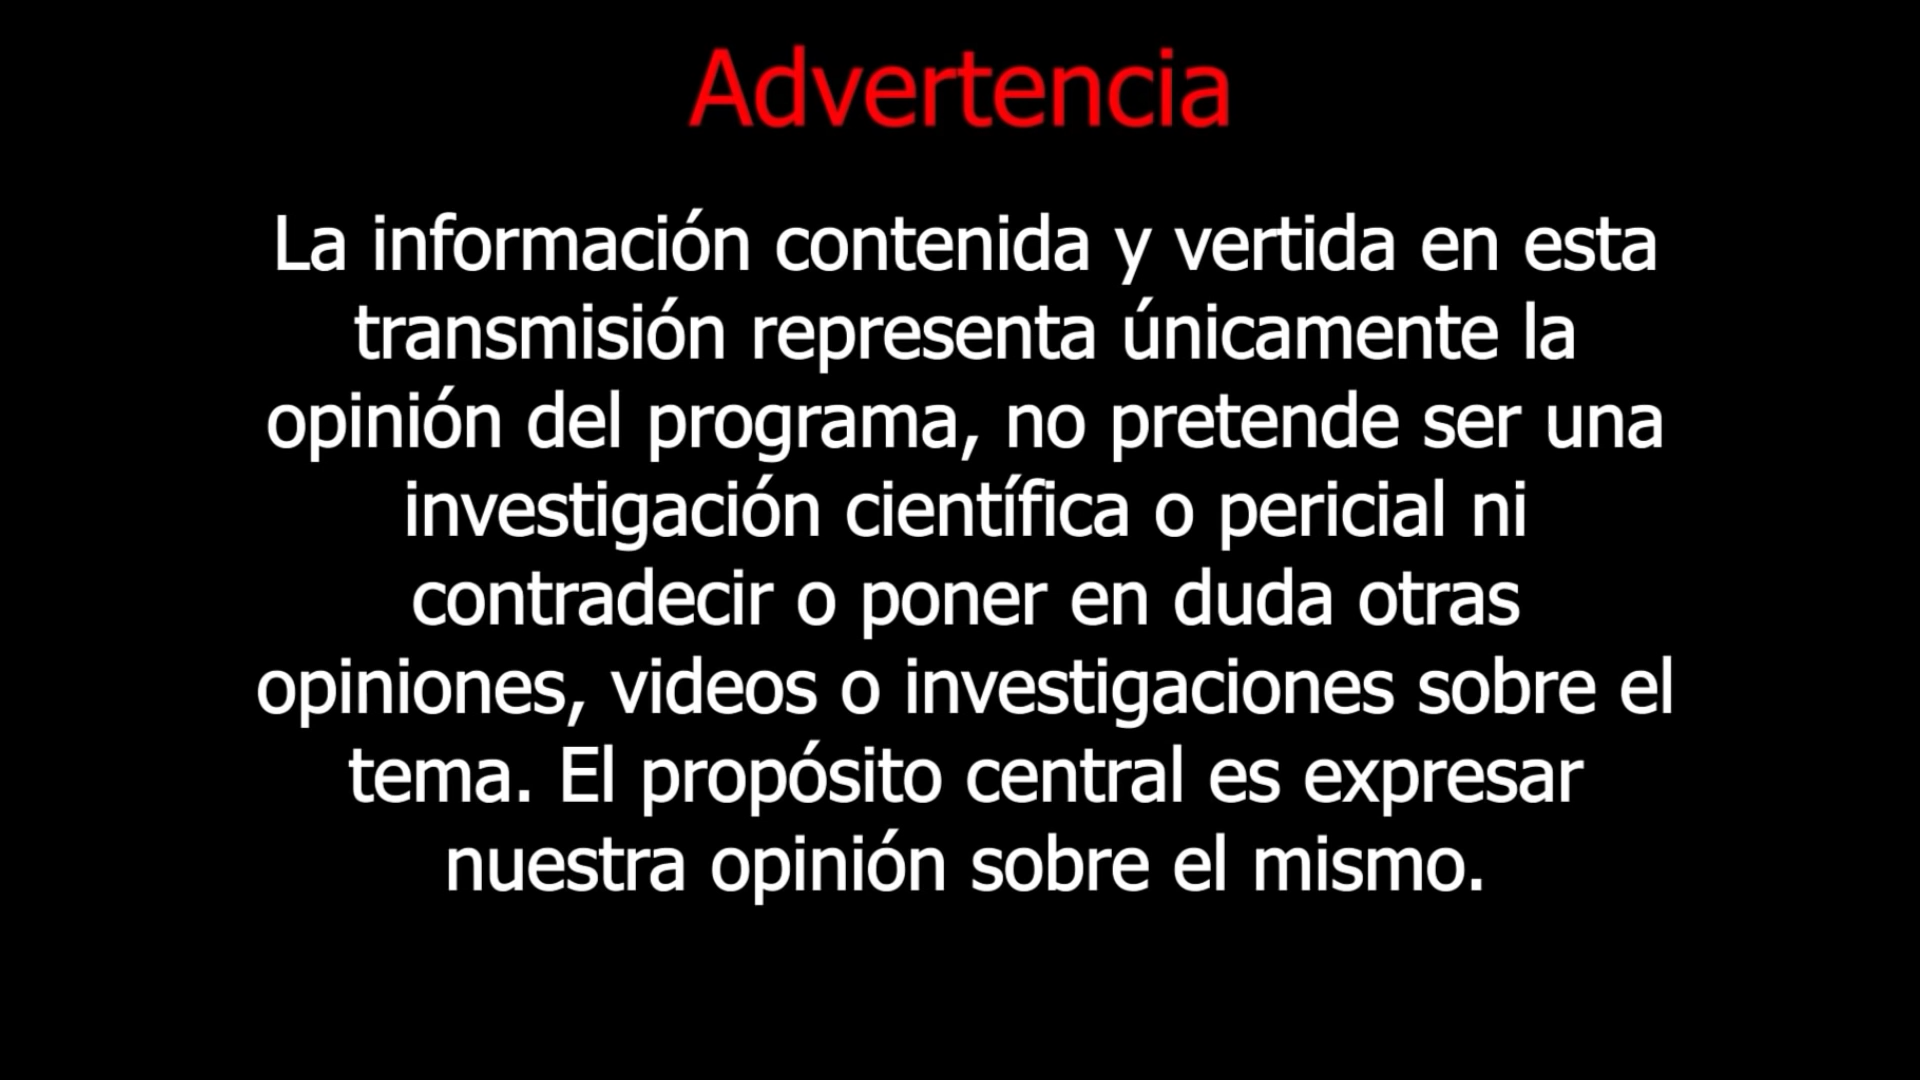 Advertencia
La información contenida y vertida en esta
transmisión representa únicamente la
opinión del programa, no pretende ser una
investigación científica o pericial ni
contradecir o poner en duda otras
opiniones, videos o investigaciones sobre el
tema. El propósito central es expresar
nuestra opinión sobre el mismo.